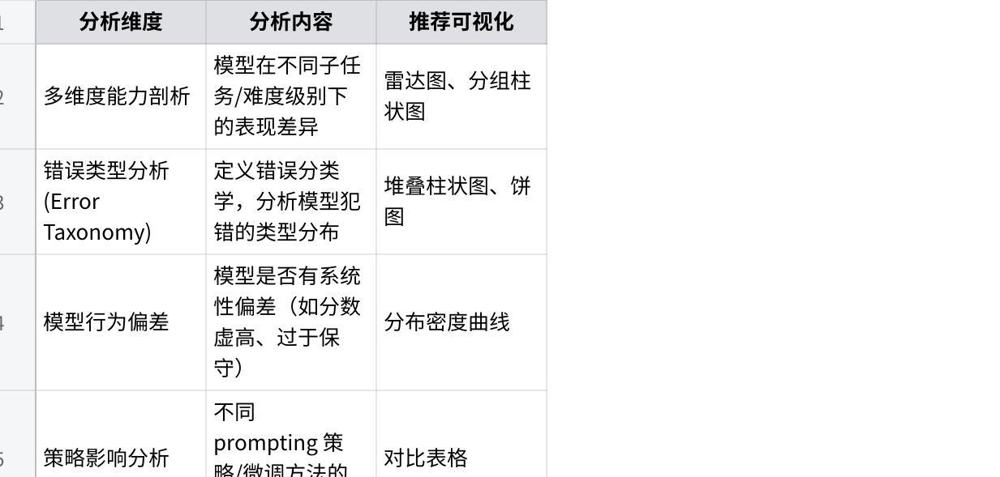 分析维度
分析内容
推荐可视化
多维度能力剖析
模型在不同子任
务/难度级别下
的表现差异
雷达图、分组柱
状图
错误类型分析
(Error
Taxonomy)
定义错误分类
学，分析模型犯
错的类型分布
堆叠柱状图、饼
图
模型行为偏差
模型是否有系统
性偏差（如分数
虚高、过于保
守）
分布密度曲线
策略影响分析
不同
prompting 策
略/微调方法的
对比表格